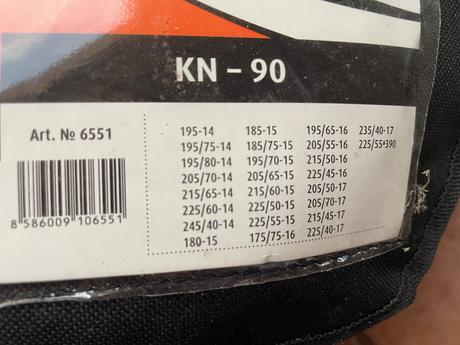 KN – 90
Art. № 6551
8 586009 106551
195-14 185-15 195/65-16 235/40-17
195/75-14 185/75-15 205/55-16 225/55*390
195/80-14 195/70-15 215/50-16
205/70-14 205/65-15 225/45-16
215/65-14 215/60-15 205/50-17
225/60-14 225/50-15 205/70-17
245/40-14 225/55-15 215/45-17
180-15 175/75-16 225/40-17